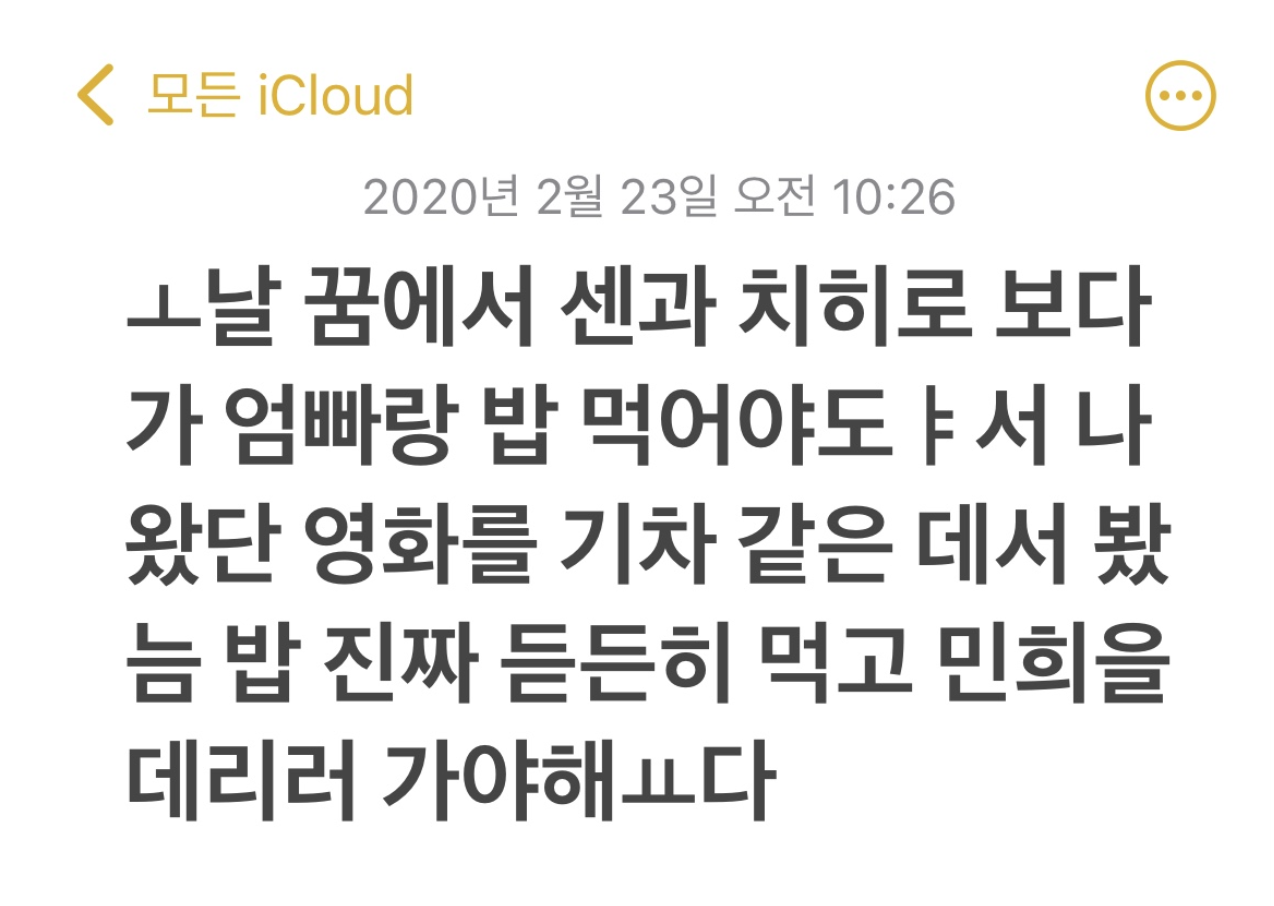 모든 iCloud
2020년 2월 23일 오전 10:26
ㅗ날 꿈에서 센과 치히로 보다
가 엄빠랑 밥 먹어야도ㅑ서 나
왔단 영화를 기차 같은 데서 봤
늠 밥 진짜 듣든히 먹고 민희을
데리러 가야해ㅛ다